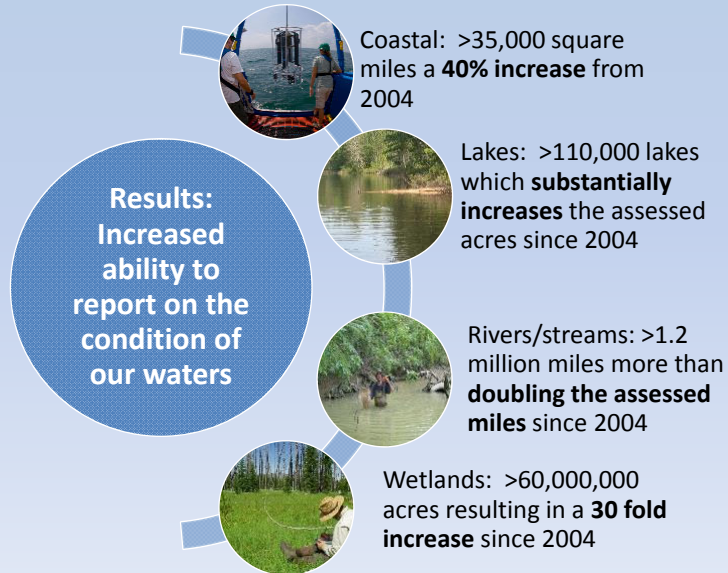 Results:
Increased
ability to
report on the
condition of
our waters
Coastal:  >35,000 square
miles a 40% increase from
2004
Lakes:  >110,000 lakes
which substantially
increases the assessed
acres since 2004
Rivers/streams: >1.2
million miles more than
doubling the assessed
miles since 2004
Wetlands:  >60,000,000
acres resulting in a 30 fold
increase since 2004